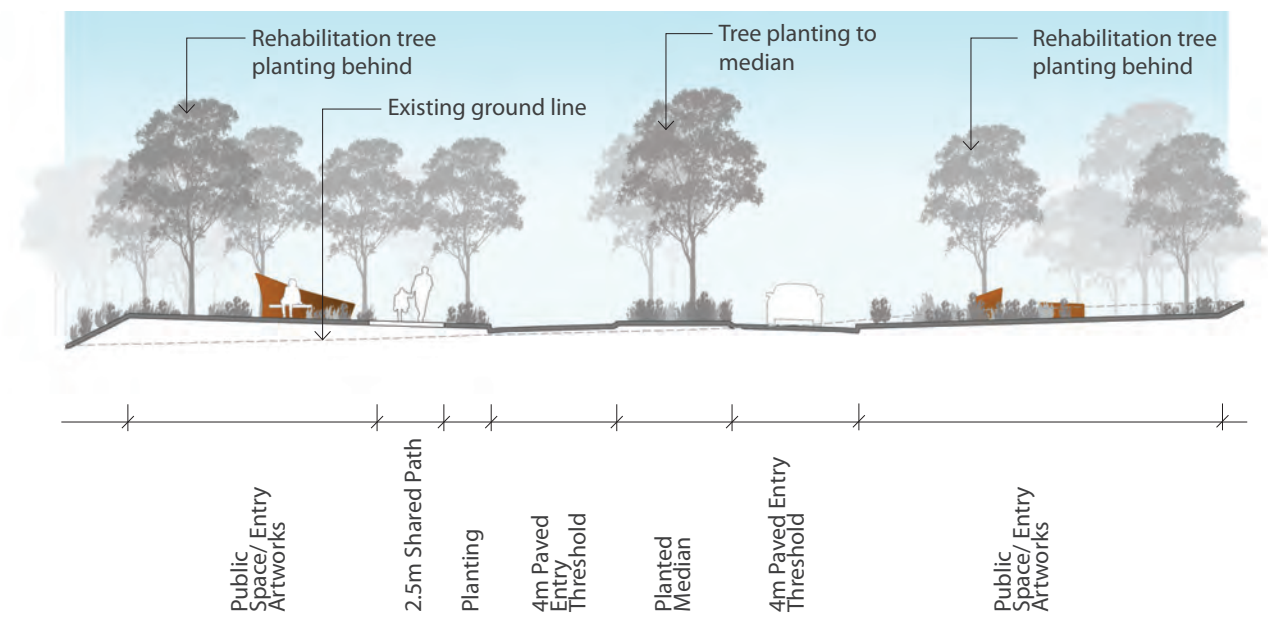 Rehabilitation tree
planting behind
Existing ground line
Tree planting to
median
Rehabilitation tree
planting behind
Public
Space/ Entry
Artworks
2.5m Shared Path
Planting
4m Paved
Entry
Threshold
Planted
Median
4m Paved Entry
Threshold
Public
Space/ Entry
Artworks